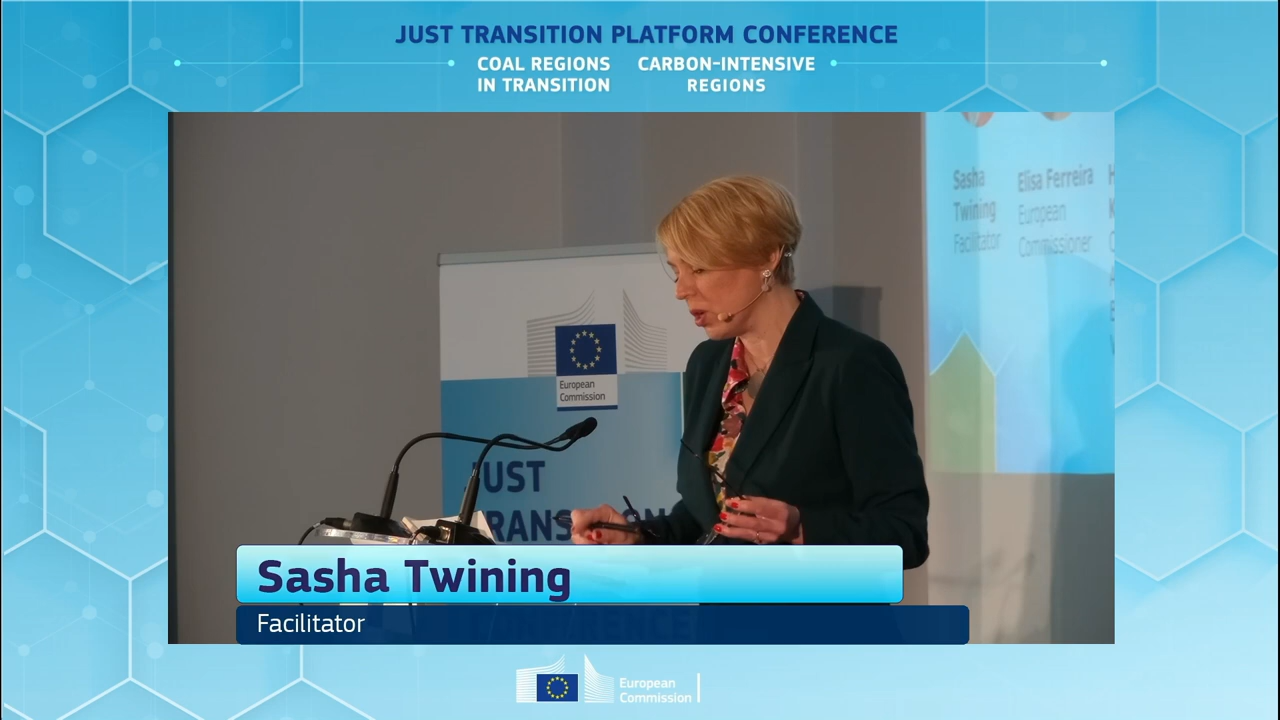 JUST TRANSITION PLATFORM CONFERENCE
COAL REGIONS
IN TRANSITION
CARBON-INTENSIVE
REGIONS
Sasha
Twining
Facilitator
Elisa Ferreira
European
Commissioner
European
Commission
UST
Sasha Twining
Facilitator
European
Commission